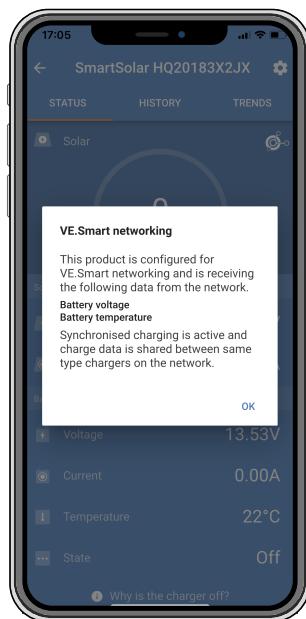 17:05
SmartSolar HQ20183X2JX
STATUS HISTORY TRENDS
Solar
VE.Smart networking
This product is configured for
VE.Smart networking and is receiving
the following data from the network.
Battery voltage
Battery temperature
Synchronised charging is active and
charge data is shared between same
type chargers on the network.
OK
Voltage 13.53V
Current 0.00A
Temperature 22°C
State Off
Why is the charger off?